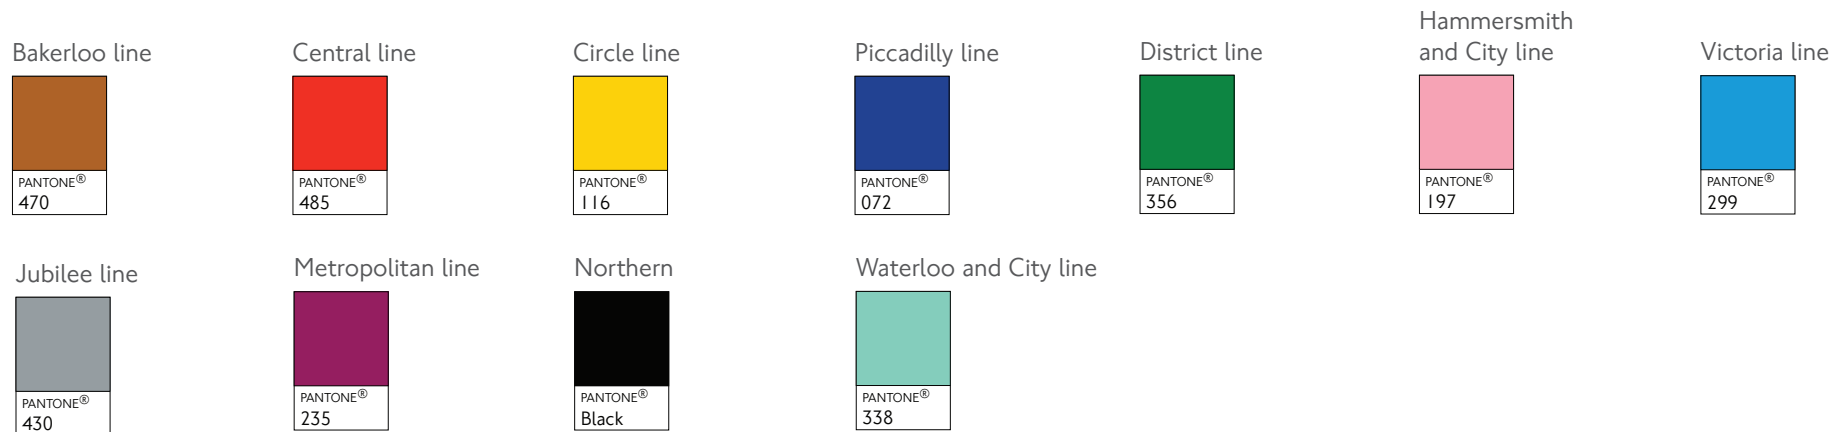 Bakerloo line
PANTONE®
470
Central line
PANTONE®
485
Circle line
PANTONE®
116
Piccadilly line
PANTONE®
072
District line
PANTONE®
356
Hammersmith
and City line
PANTONE®
197
Victoria line
PANTONE®
299
Jubilee line
PANTONE®
430
Metropolitan line
PANTONE®
235
Northern
PANTONE®
Black
Waterloo and City line
PANTONE®
338